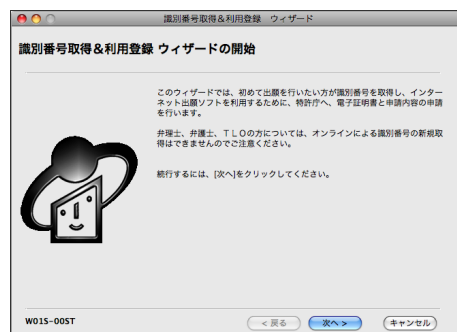 識別番号取得&利用登録　ウィザード
識別番号取得&利用登録 ウィザードの開始
このウィザードでは、初めて出願を行いたい方が識別番号を取得し、インター
ネット出願ソフトを利用するために、特許庁へ、電子証明書と申請内容の申請
を行います。
弁理士、弁護士、ＴＬＯの方については、オンラインによる識別番号の新規取
得はできませんのでご注意ください。
続行するには、[次へ]をクリックしてください。
W01S-00ST
< 戻る
次へ >
キャンセル